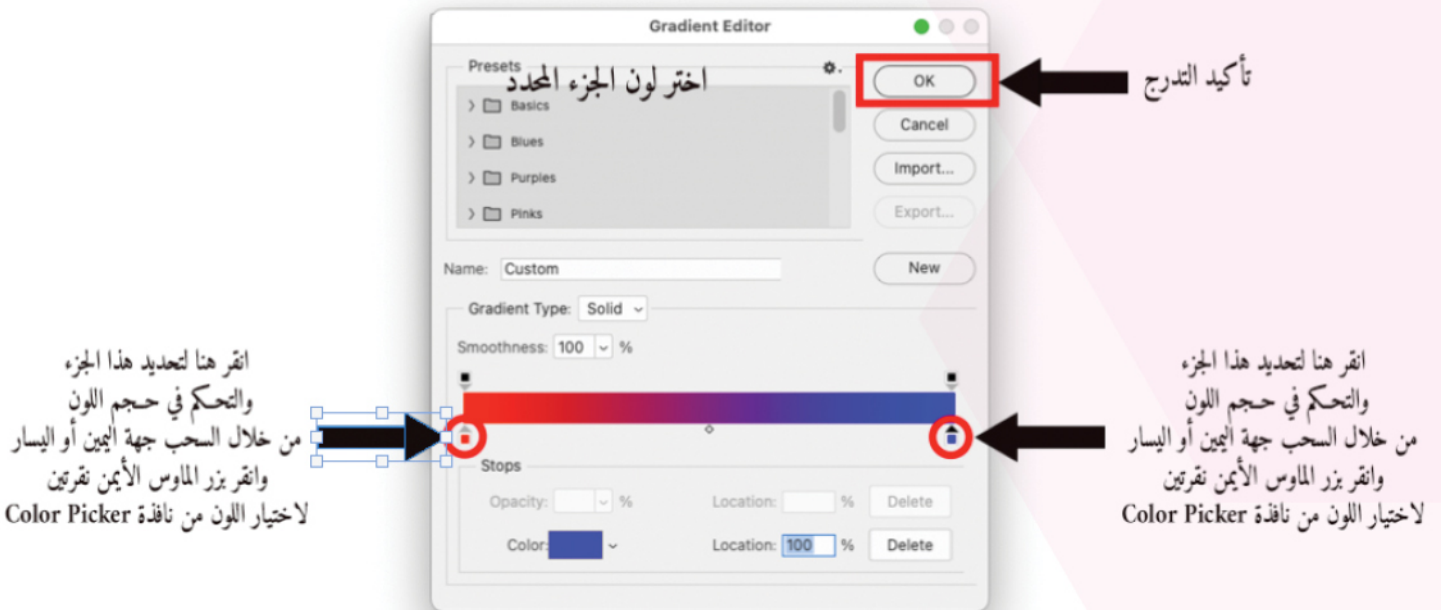 Gradient Editor
Presets
اختر لون الجزء المحدد
Basics
Blues
Purples
Pinks
OK
Cancel
Import...
Export...
New
تأكيد التدرج
Name: Custom
Gradient Type: Solid
Smoothness: 100 %
انقر هنا لتحديد هذا الجزء
والتحكم في حجم اللون
من خلال السحب جهة اليمين أو اليسار
وانقر بزر الماوس الأيمن نقرتين
لاختيار اللون من نافذة Color Picker
انقر هنا لتحديد هذا الجزء
والتحكم في حجم اللون
من خلال السحب جهة اليمين أو اليسار
وانقر بزر الماوس الأيمن نقرتين
لاختيار اللون من نافذة Color Picker
Stops
Opacity: % Location: % Delete
Color: Location: 100 % Delete